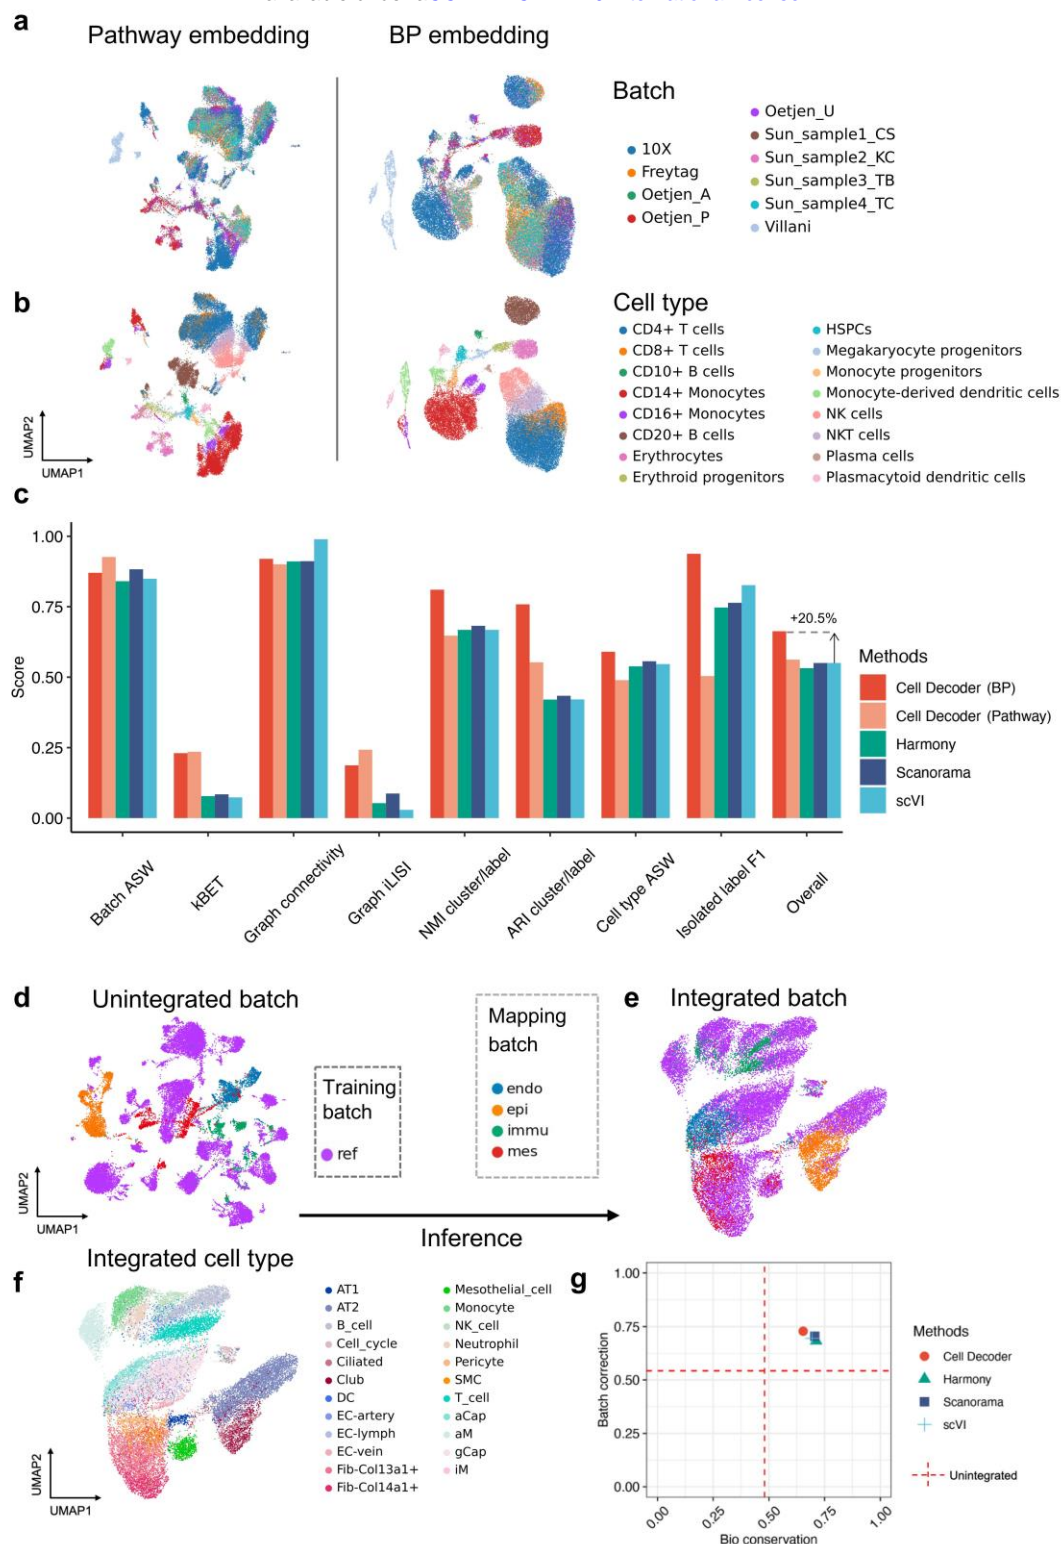 a
Pathway embedding
BP embedding
Batch
10X
Freytag
Oetjen_A
Oetjen_P
Oetjen_U
Sun_sample1_CS
Sun_sample2_KC
Sun_sample3_TB
Sun_sample4_TC
Villani
b
UMAP2
UMAP1
Cell type
CD4+ T cells
CD8+ T cells
CD10+ B cells
CD14+ Monocytes
CD16+ Monocytes
CD20+ B cells
Erythrocytes
Erythroid progenitors
HSPCs
Megakaryocyte progenitors
Monocyte progenitors
Monocyte-derived dendritic cells
NK cells
NKT cells
Plasma cells
Plasmacytoid dendritic cells
c
Score
1.00
0.75
0.50
0.25
0.00
+20.5%
Batch ASW
kBET
Graph connectivity
Graph iLISI
NMI cluster/label
ARI cluster/label
Cell type ASW
Isolated label F1
Overall
Methods
Cell Decoder (BP)
Cell Decoder (Pathway)
Harmony
Scanorama
scVI
d
Unintegrated batch
UMAP2
UMAP1
Training
batch
ref
Mapping
batch
endo
epi
immu
mes
Inference
e
Integrated batch
f
Integrated cell type
UMAP2
UMAP1
AT1
AT2
B_cell
Cell_cycle
Ciliated
Club
DC
EC-artery
EC-lymph
EC-vein
Fib-Col13a1+
Fib-Col14a1+
Mesothelial_cell
Monocyte
NK_cell
Neutrophil
Pericyte
SMC
T_cell
aCap
aM
gCap
iM
g
Batch correction
1.00
0.75
0.50
0.25
0.00
0.00
0.25
0.50
0.75
1.00
Bio conservation
Methods
Cell Decoder
Harmony
Scanorama
scVI
Unintegrated